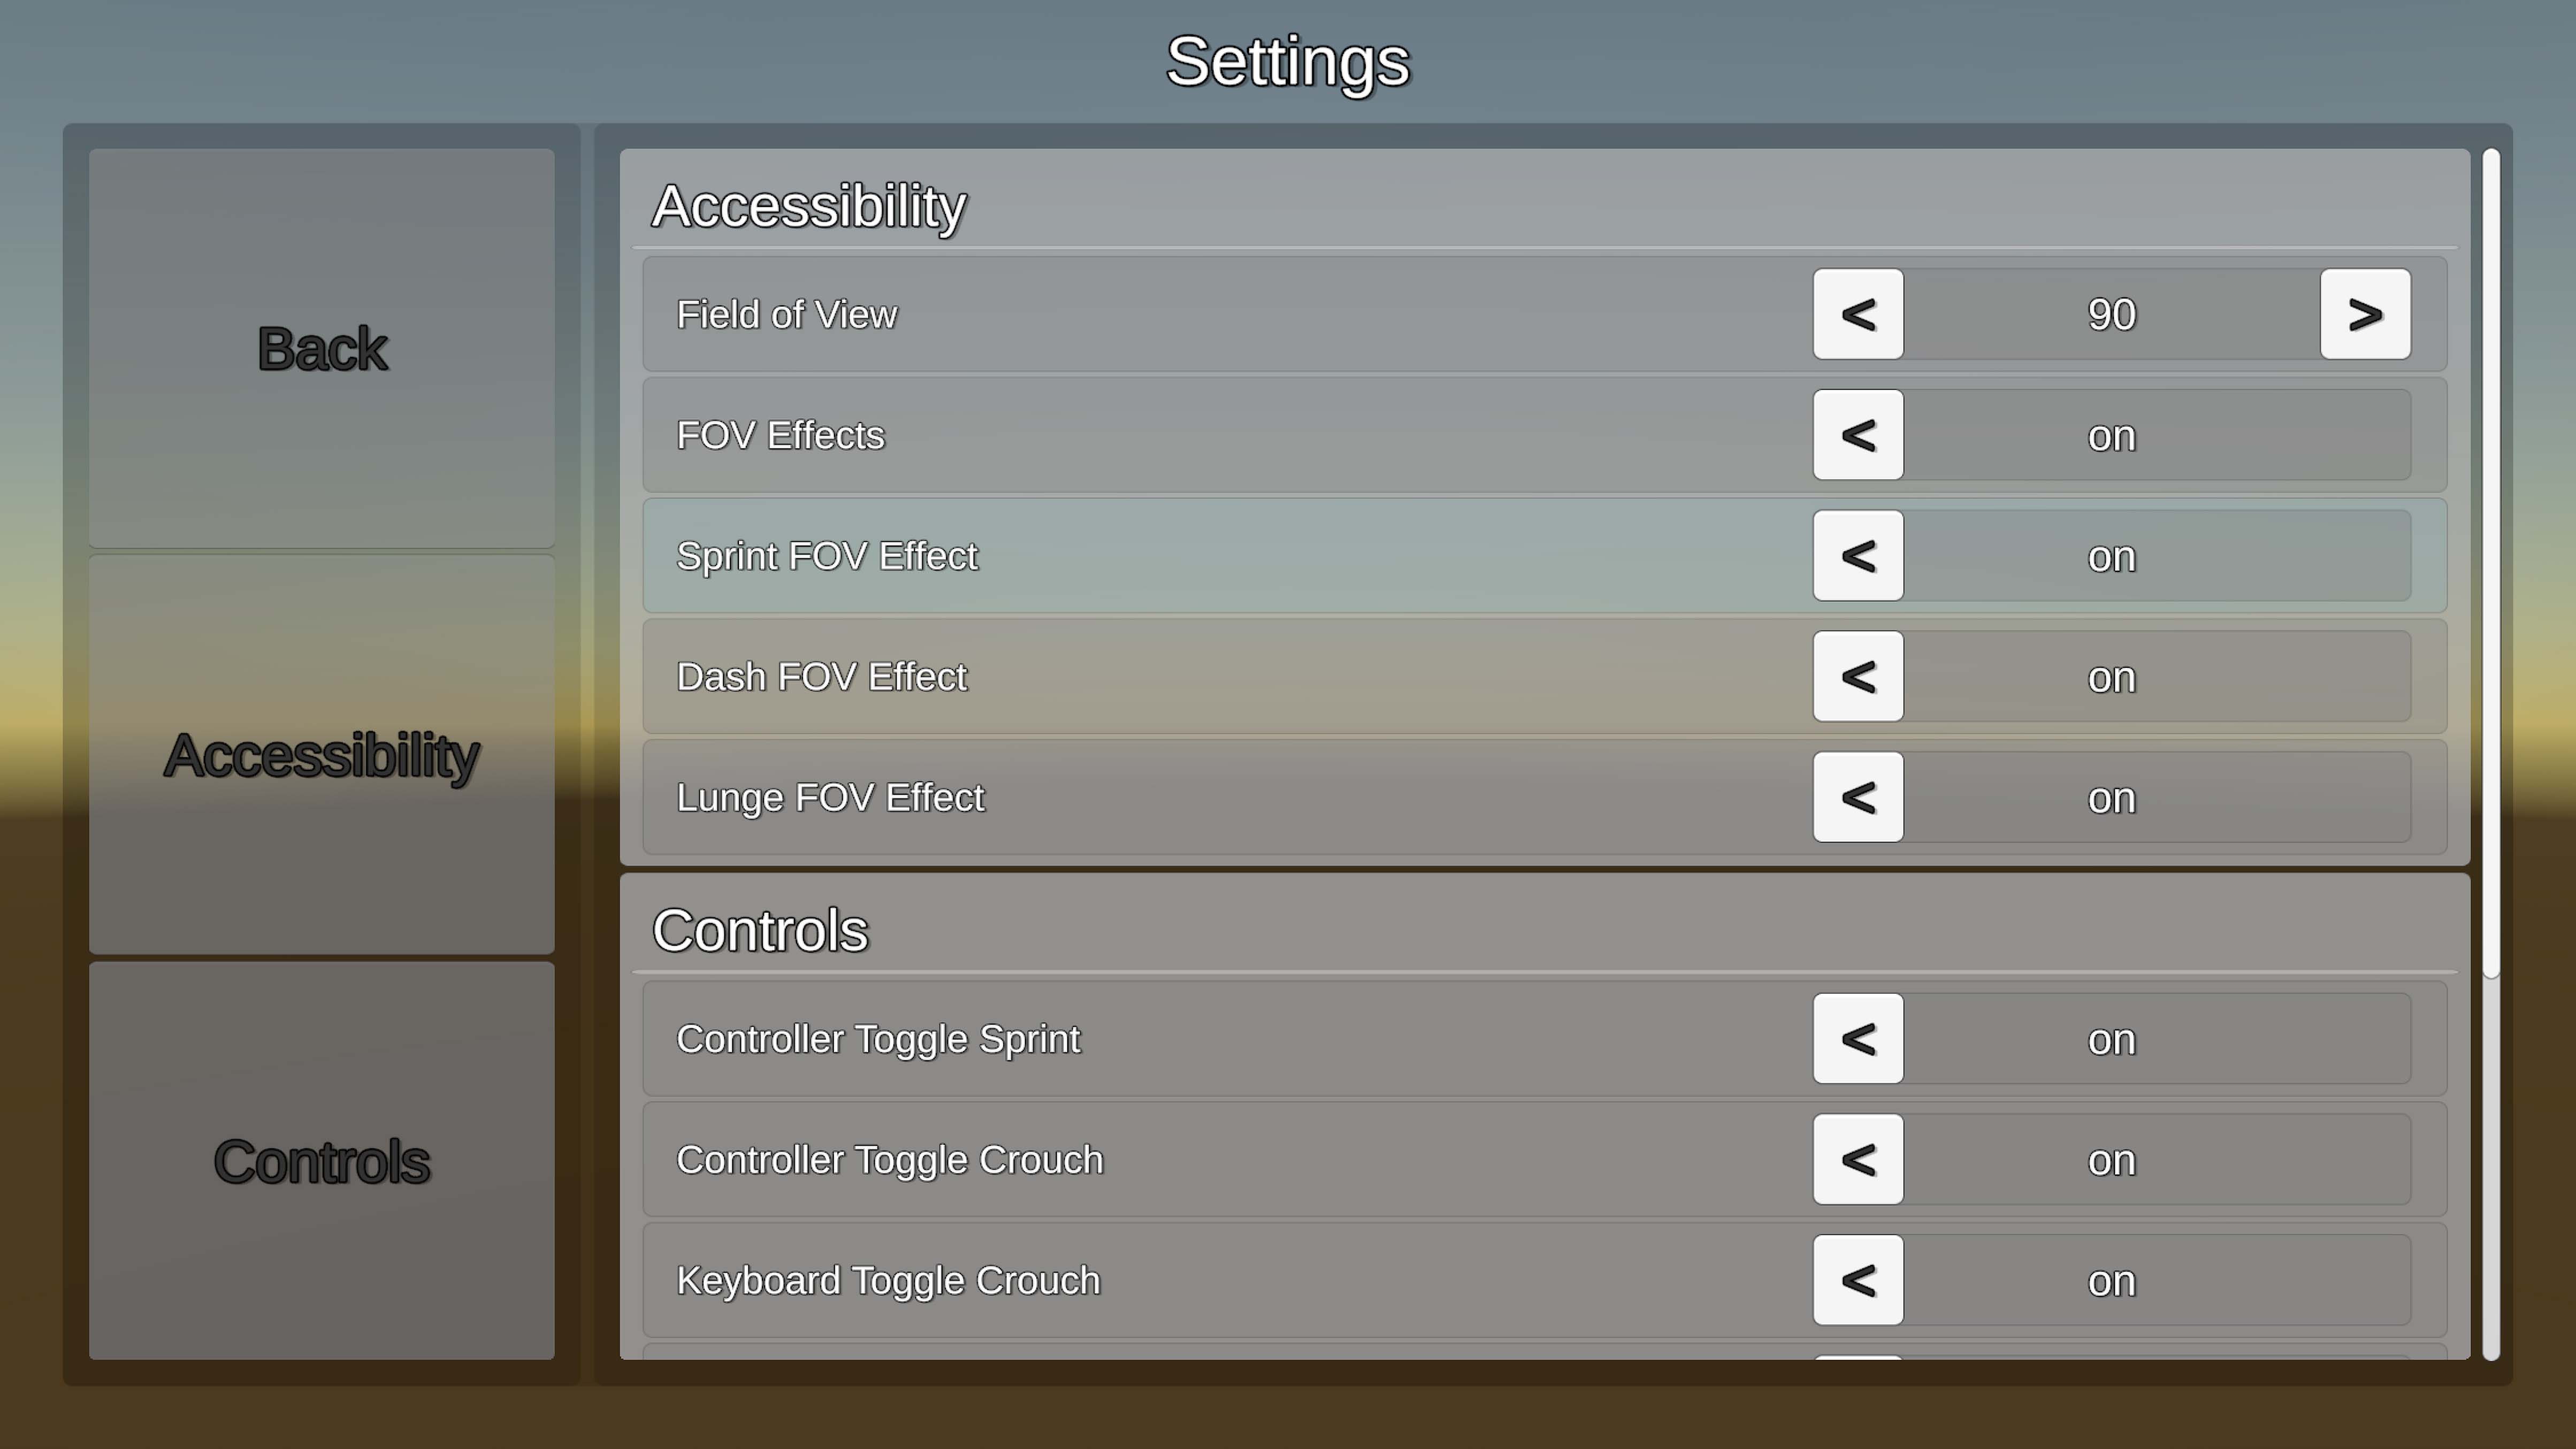 Settings
Back
Accessibility
Controls
Accessibility
Field of View < 90 >
FOV Effects < on
Sprint FOV Effect < on
Dash FOV Effect < on
Lunge FOV Effect < on
Controls
Controller Toggle Sprint < on
Controller Toggle Crouch < on
Keyboard Toggle Crouch < on